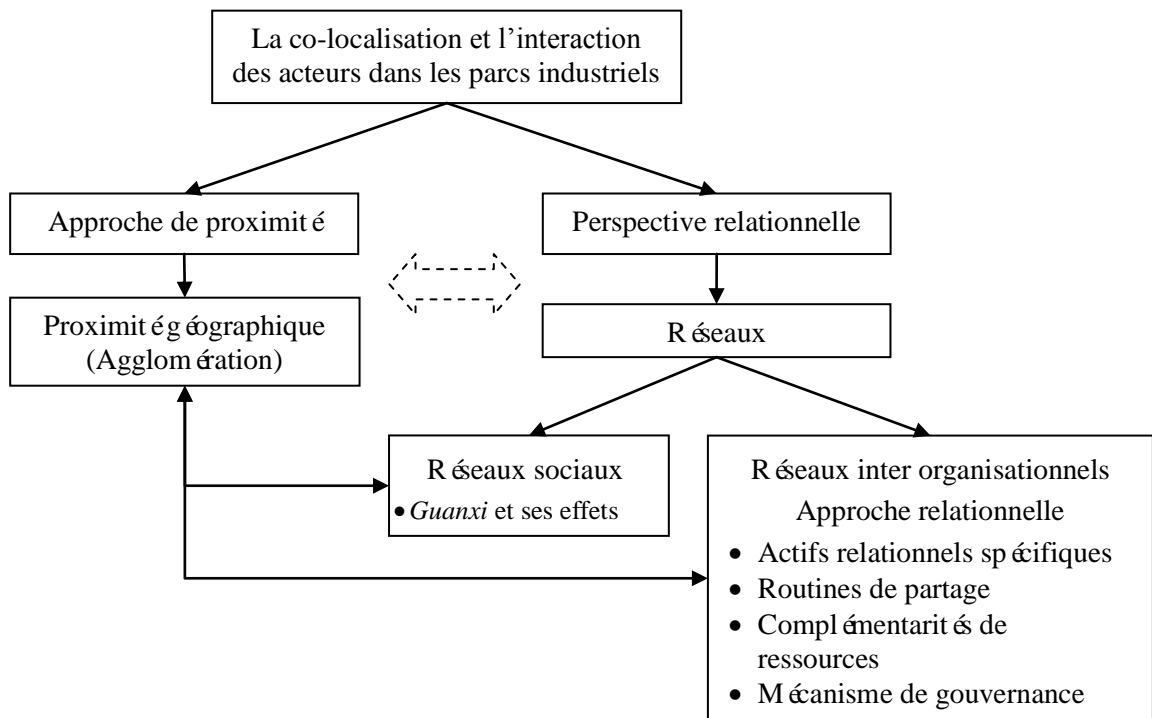 La co-localisation et l'interaction
des acteurs dans les parcs industriels
Approche de proximité
Perspective relationnelle
Proximité géographique
(Agglomération)
Réseaux
Réseaux sociaux
• Guanxi et ses effets
Réseaux inter organisationnels
Approche relationnelle
• Actifs relationnels spécifiques
• Routines de partage
• Complémentarités de
ressources
• Mécanisme de gouvernance